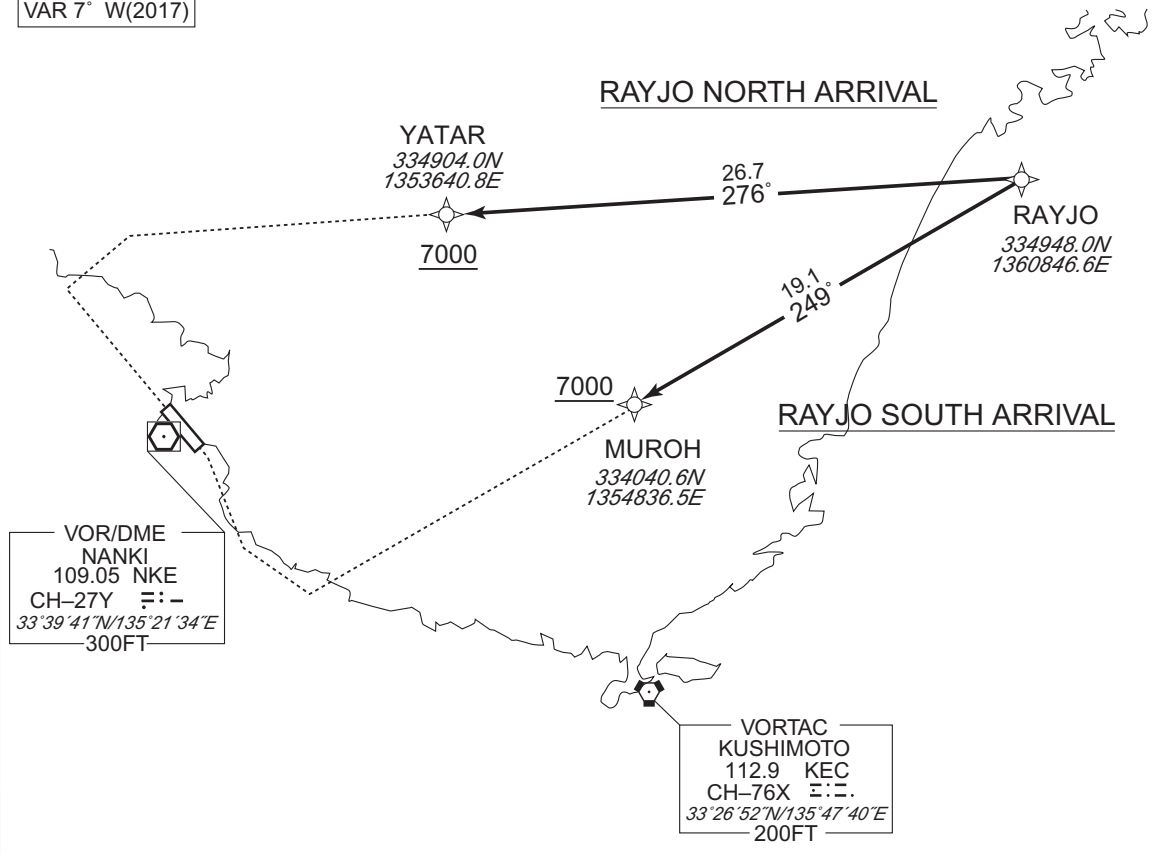 VAR 7° W(2017)
RAYJO NORTH ARRIVAL
YATAR
334904.0N
1353640.8E
7000
26.7
276°
RAYJO
334948.0N
1360846.6E
19.1
249°
7000
MUROH
334040.6N
1354836.5E
RAYJO SOUTH ARRIVAL
VOR/DME
NANKI
109.05 NKE
CH–27Y
33°39´41˝N/135°21´34˝E
300FT
VORTAC
KUSHIMOTO
112.9 KEC
CH–76X
33°26´52˝N/135°47´40˝E
200FT